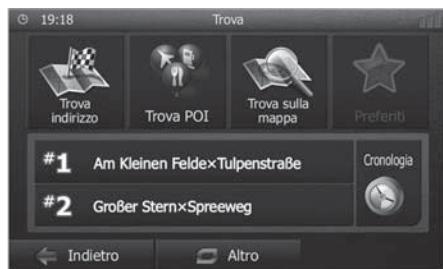 19:18
Trova
Trova indirizzo
Trova POI
Trova sulla mappa
Preferiti
#1 Am Kleinen Felde×Tulpenstraße
Cronologia
#2 Großer Stern×Spreeweg
Indietro
Altro